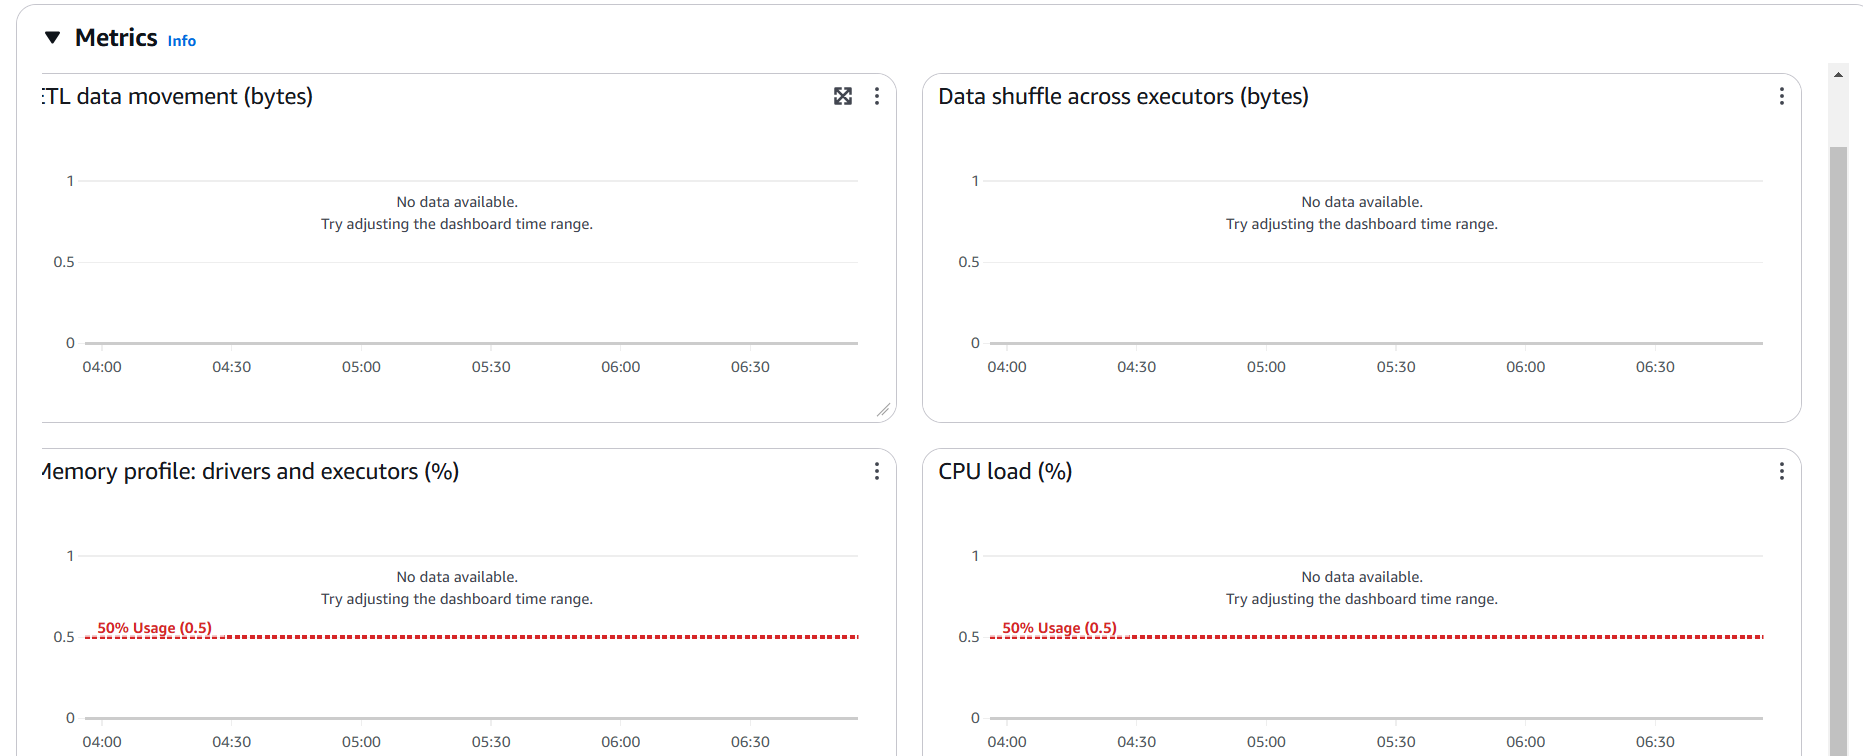 Metrics Info
ETL data movement (bytes)
1
No data available.
Try adjusting the dashboard time range.
0.5
0
04:00 04:30 05:00 05:30 06:00 06:30
Data shuffle across executors (bytes)
1
No data available.
Try adjusting the dashboard time range.
0.5
0
04:00 04:30 05:00 05:30 06:00 06:30
Memory profile: drivers and executors (%)
1
No data available.
Try adjusting the dashboard time range.
50% Usage (0.5)
0.5
0
04:00 04:30 05:00 05:30 06:00 06:30
CPU load (%)
1
No data available.
Try adjusting the dashboard time range.
50% Usage (0.5)
0.5
0
04:00 04:30 05:00 05:30 06:00 06:30